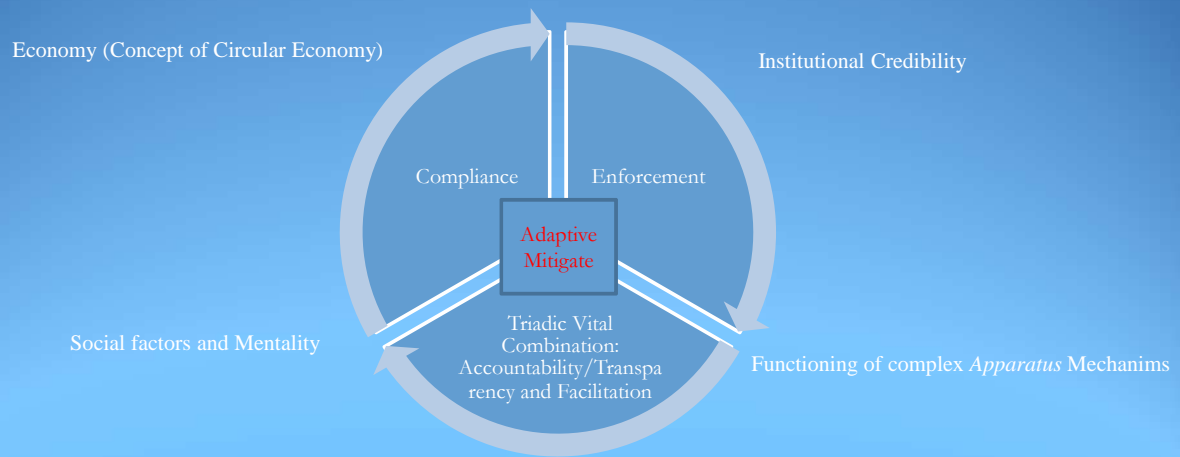 Economy (Concept of Circular Economy)
Institutional Credibility
Compliance
Enforcement
Adaptive
Mitigate
Social factors and Mentality
Triadic Vital
Combination:
Accountability/Transpa
rency and Facilitation
Functioning of complex Apparatus Mechanims